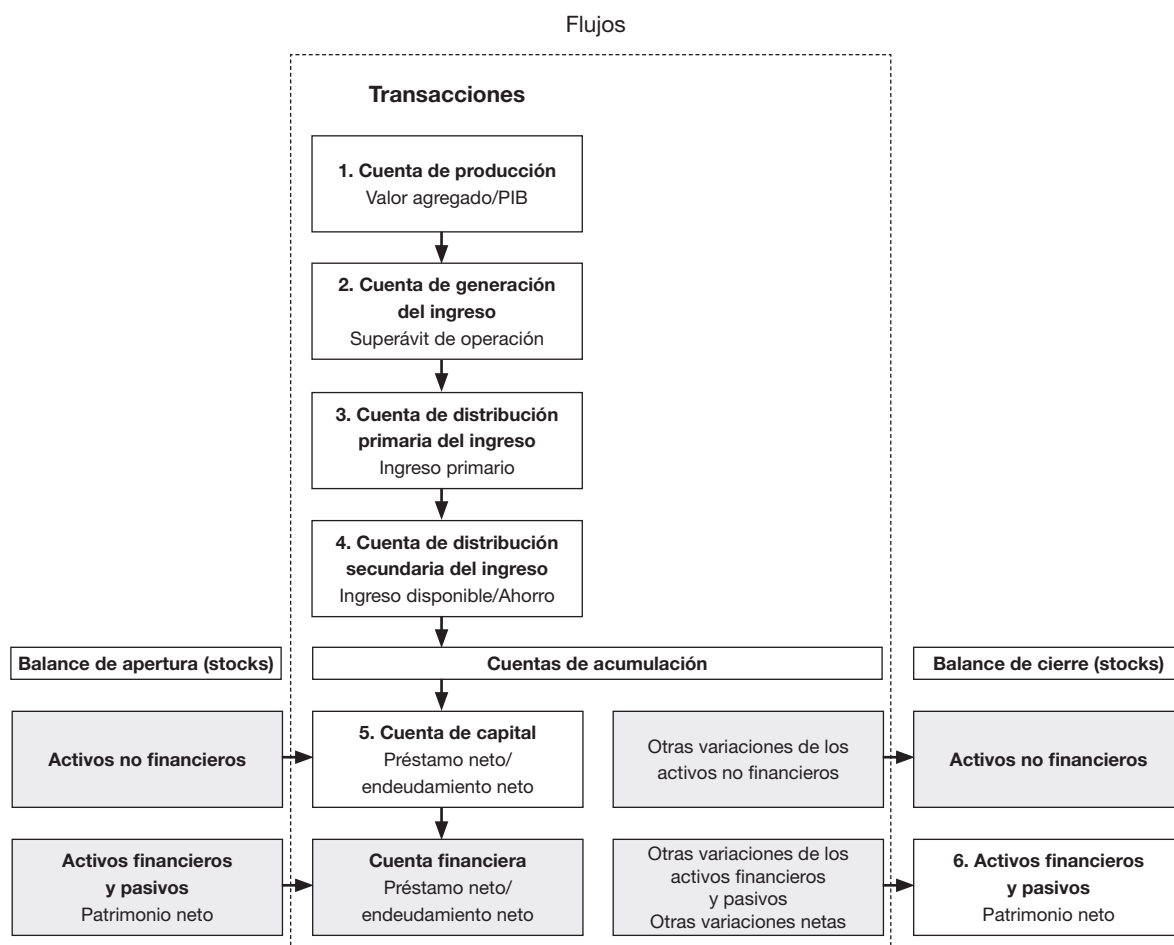 Flujos
Transacciones
1. Cuenta de producción
Valor agregado/PIB
2. Cuenta de generación
del ingreso
Superávit de operación
3. Cuenta de distribución
primaria del ingreso
Ingreso primario
4. Cuenta de distribución
secundaria del ingreso
Ingreso disponible/Ahorro
Balance de apertura (stocks)
Cuentas de acumulación
Balance de cierre (stocks)
Activos no financieros
5. Cuenta de capital
Préstamo neto/
endeudamiento neto
Otras variaciones de los
activos no financieros
Activos no financieros
Activos financieros
y pasivos
Patrimonio neto
Cuenta financiera
Préstamo neto/
endeudamiento neto
Otras variaciones de los
activos financieros
y pasivos
Otras variaciones netas
6. Activos financieros
y pasivos
Patrimonio neto